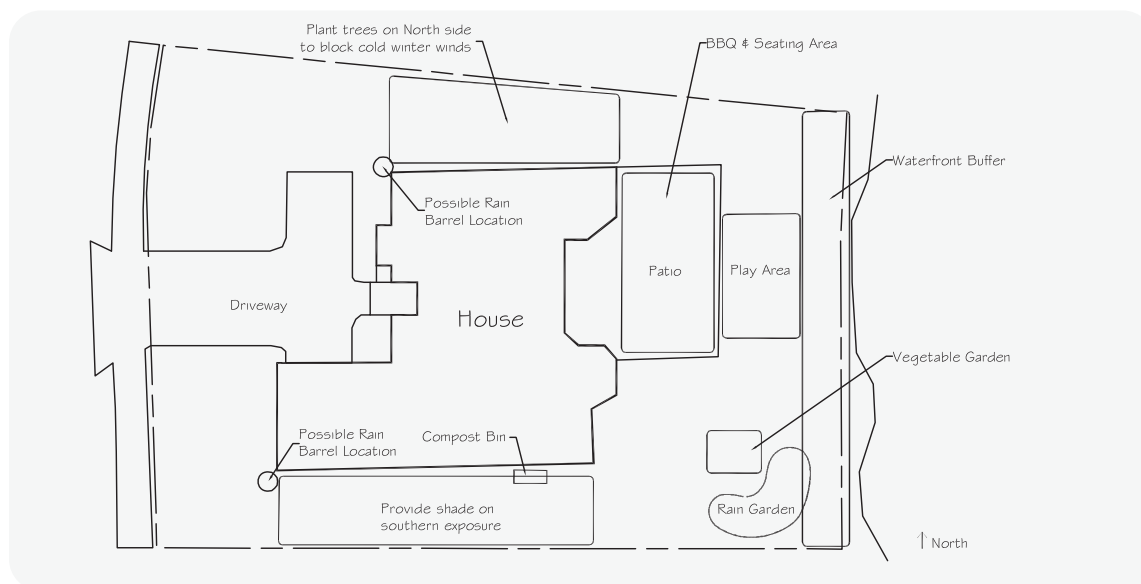 Plant trees on North side
to block cold winter winds
BBQ & Seating Area
Waterfront Buffer
Possible Rain
Barrel Location
Patio
Play Area
Driveway
House
Vegetable Garden
Possible Rain
Barrel Location
Compost Bin
Provide shade on
southern exposure
Rain Garden
North